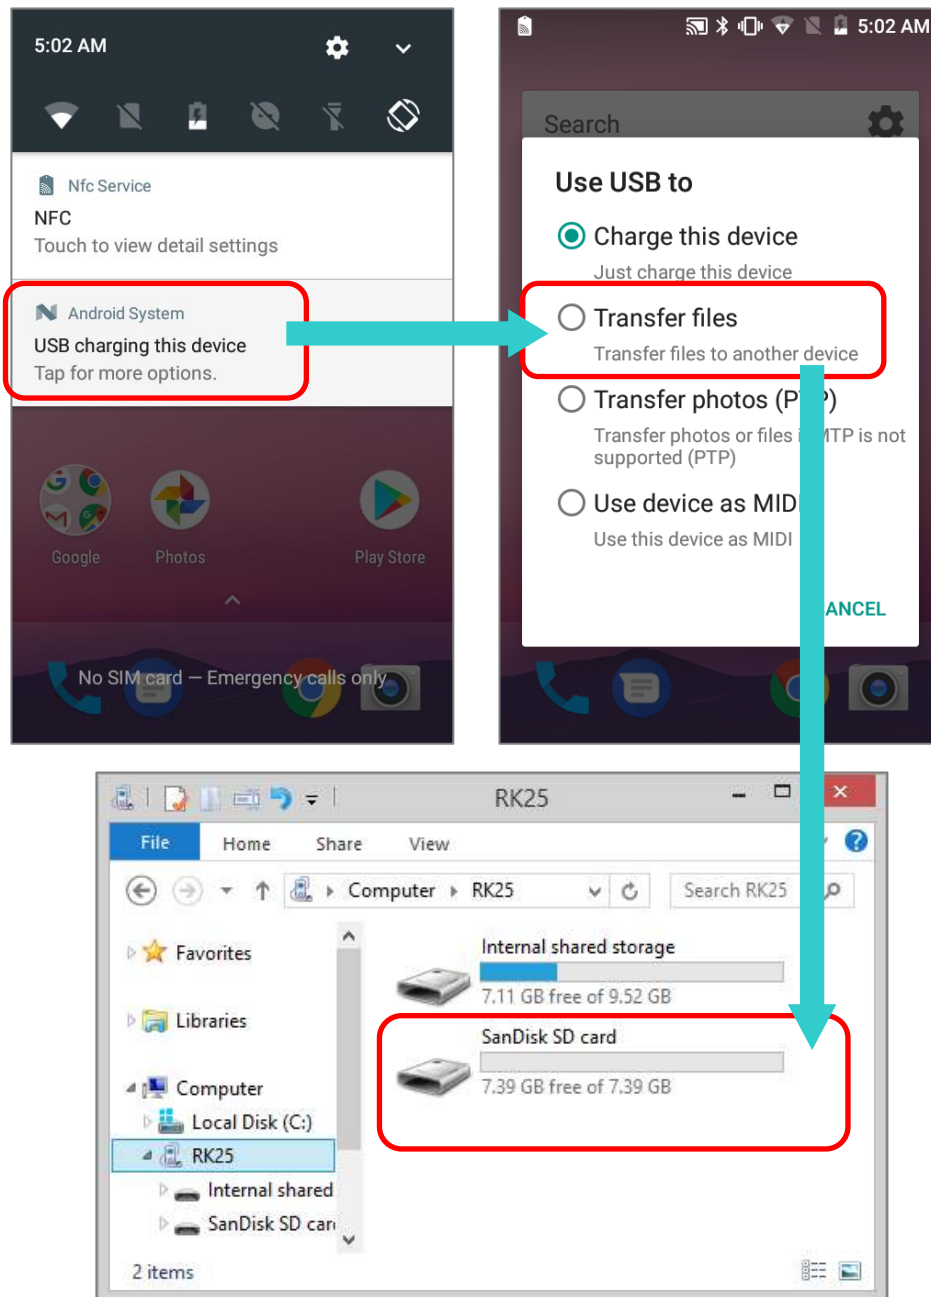 5:02 AM
Nfc Service
NFC
Touch to view detail settings
Android System
USB charging this device
Tap for more options.
Google
Photos
Play Store
No SIM card — Emergency calls only
5:02 AM
Search
Use USB to
Charge this device
Just charge this device
Transfer files
Transfer files to another device
Transfer photos (P P)
Transfer photos or files i MTP is not
supported (PTP)
Use device as MIDI
Use this device as MIDI
ANCEL
RK25
File
Home
Share
View
Computer
RK25
Search RK25
Favorites
Libraries
Computer
Local Disk (C:)
RK25
Internal shared
SanDisk SD car
Internal shared storage
7.11 GB free of 9.52 GB
SanDisk SD card
7.39 GB free of 7.39 GB
2 items